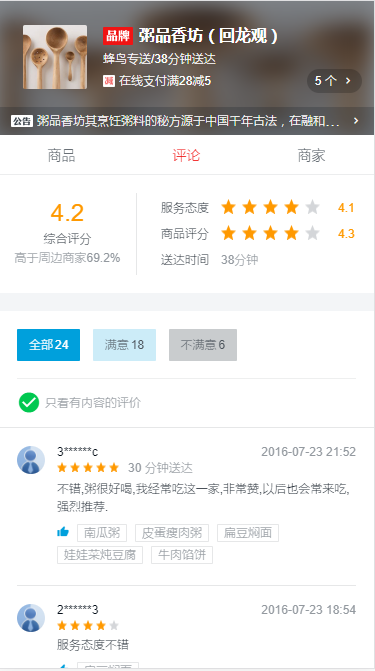 品牌 粥品香坊（回龙观）
蜂鸟专送/38分钟送达
减 在线支付满28减5
5 个
公告 粥品香坊其烹饪粥料的秘方源于中国千年古法，在融和...
商品 评论 商家
4.2
综合评分
高于周边商家69.2%
服务态度 4.1
商品评分 4.3
送达时间 38分钟
全部 24 满意 18 不满意 6
只看有内容的评价
3******c 2016-07-23 21:52
30 分钟送达
不错,粥很好喝,我经常吃这一家,非常赞,以后也会常来吃,
强烈推荐.
南瓜粥 皮蛋瘦肉粥 扁豆焖面
娃娃菜炖豆腐 牛肉馅饼
2******3 2016-07-23 18:54
服务态度不错